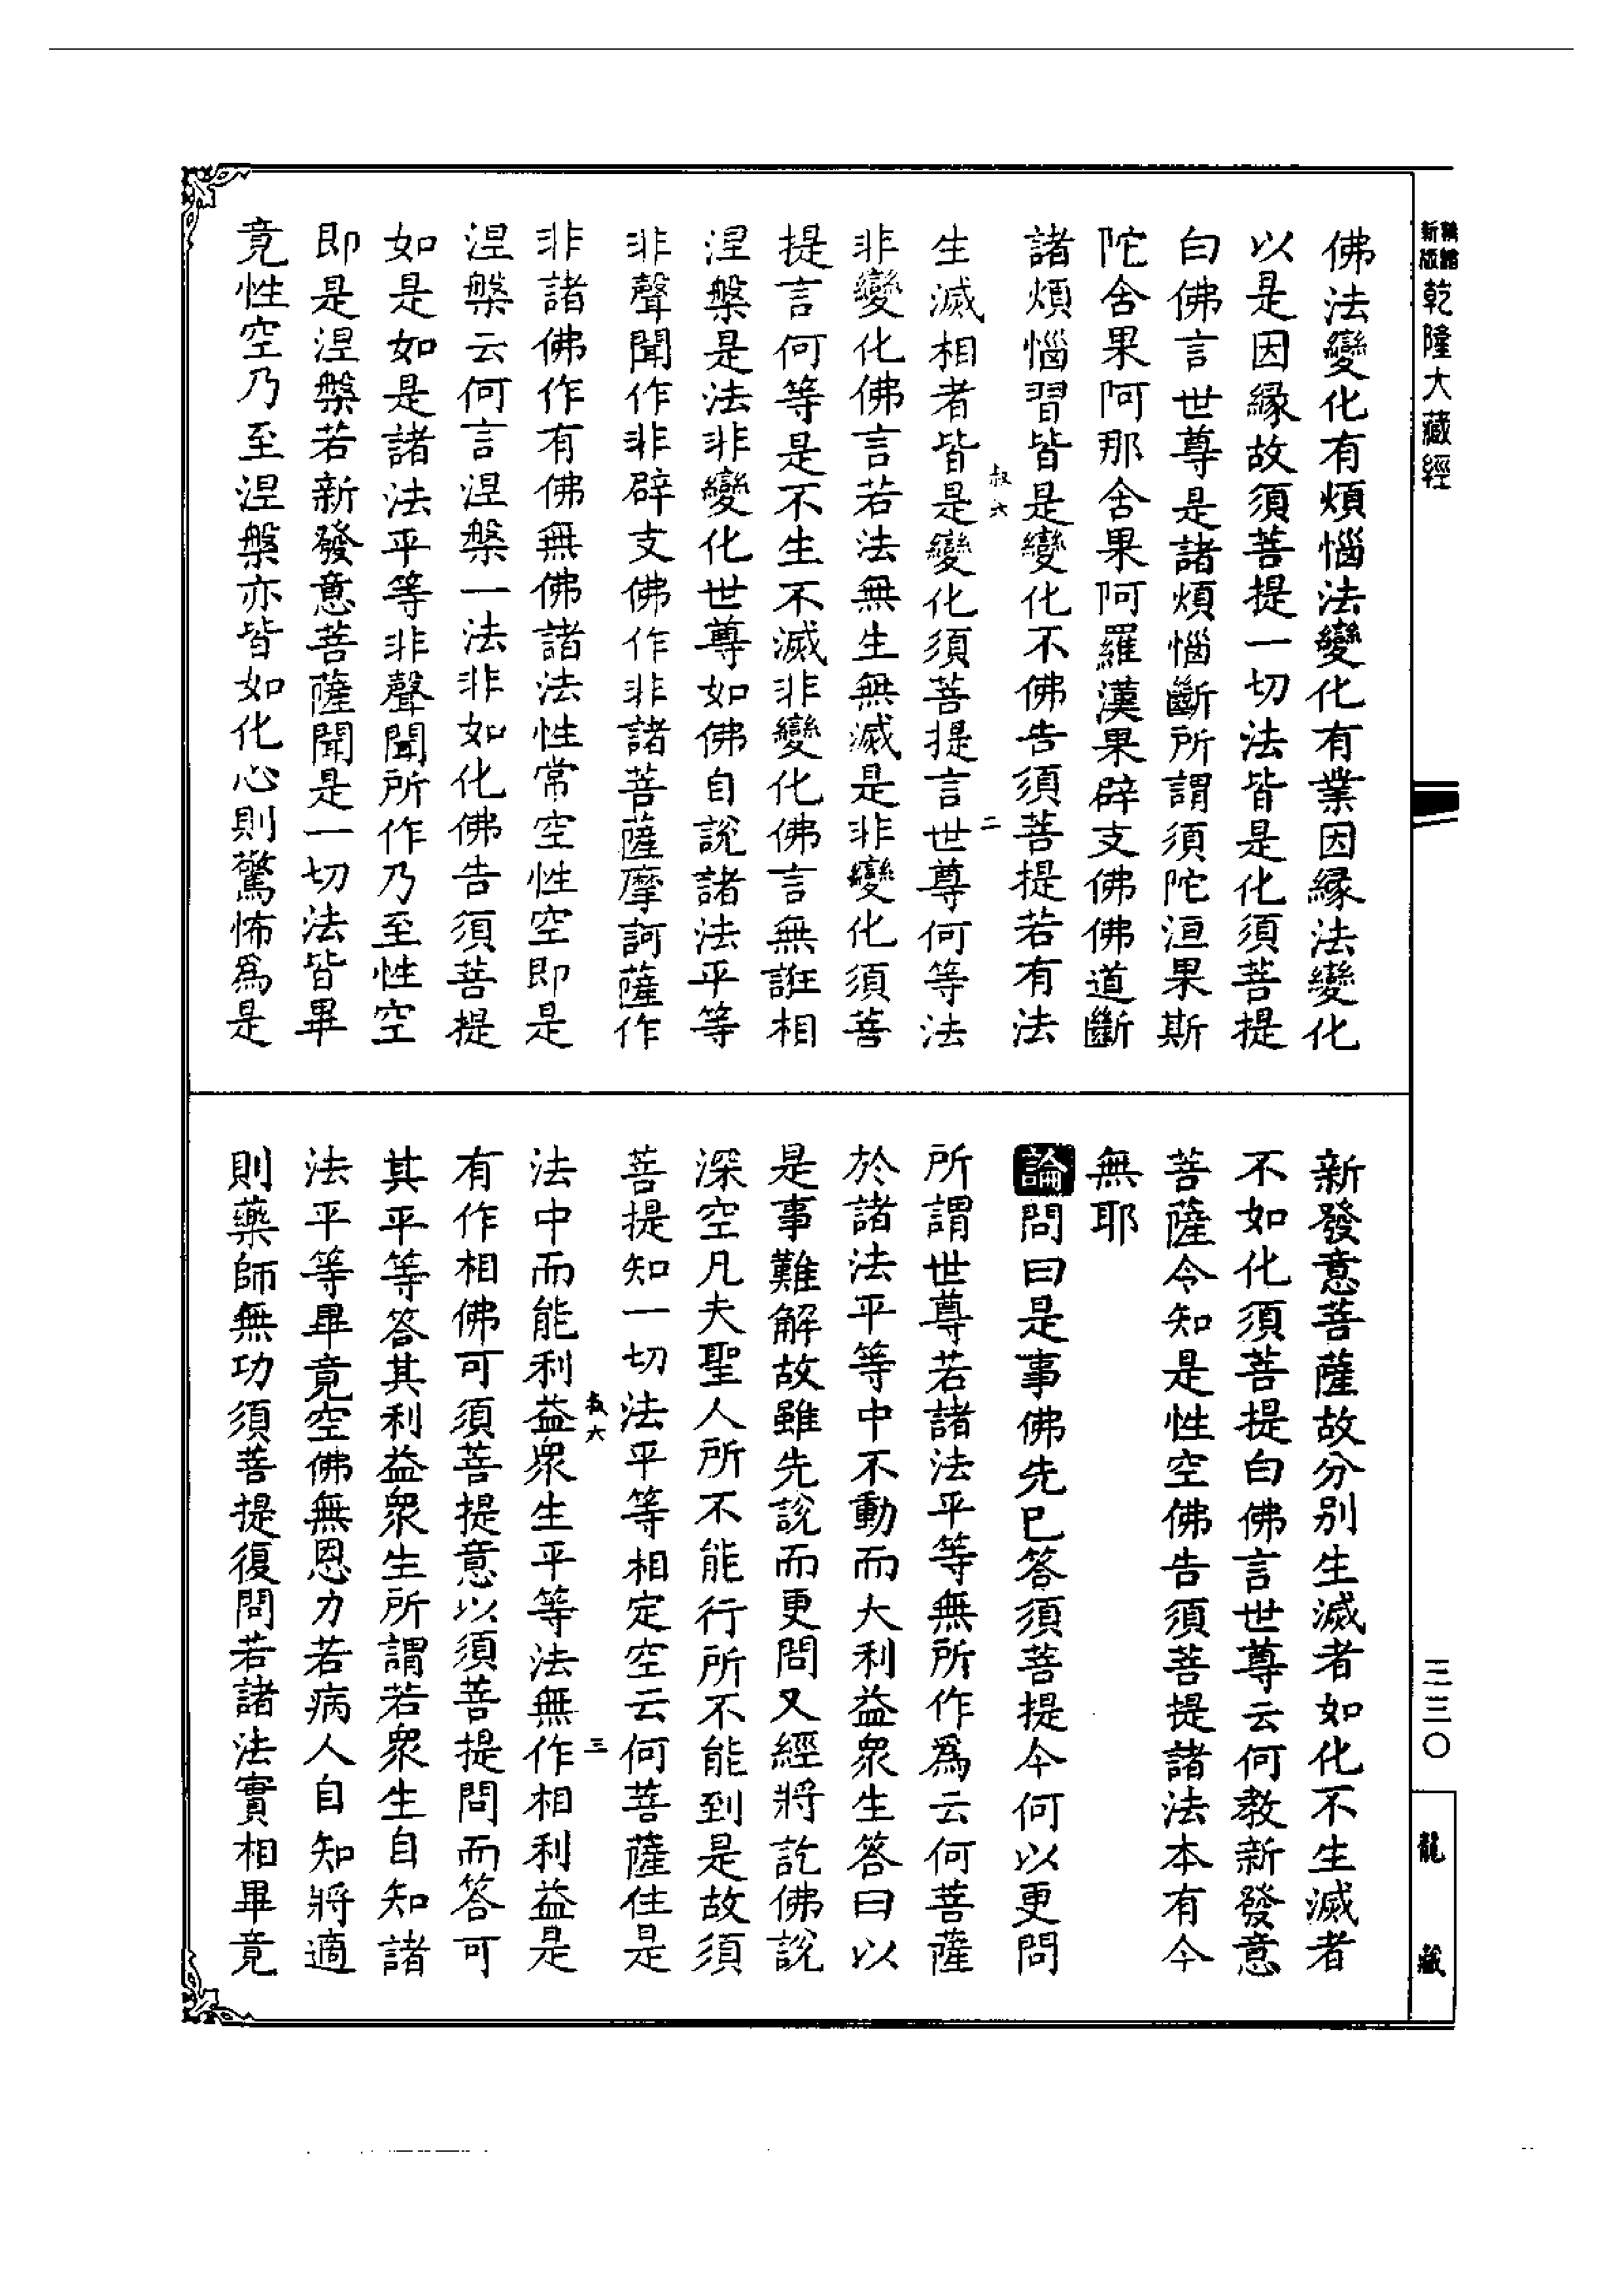 新版
精縮
乾隆大藏經
佛法變化有煩惱法變化有業因緣法變化
以是因緣故須菩提一切法皆是化須菩提
白佛言世尊是諸煩惱斷所謂須陀洹果斯
陀舍果阿那舍果阿羅漢果辟支佛佛道斷
諸煩惱習皆是變化不佛告須菩提若有法
叔六
二
生滅相者皆是變化須菩提言世尊何等法
非變化佛言若法無生無滅是非變化須菩
提言何等是不生不滅非變化佛言無誑相
涅槃是法非變化世尊如佛自說諸法平等
非聲聞作非辟支佛作非諸菩薩摩訶薩作
非諸佛作有佛無佛諸法性常空性空即是
涅槃云何言涅槃一法非如化佛告須菩提
如是如是諸法平等非聲聞所作乃至性空
即是涅槃若新發意菩薩聞是一切法皆畢
竟性空乃至涅槃亦皆如化心則驚怖為是
新發意菩薩故分別生滅者如化不生滅者
不如化須菩提白佛言世尊云何教新發意
菩薩令知是性空佛告須菩提諸法本有今
無耶
論問曰是事佛先已答須菩提今何以更問
所謂世尊若諸法平等無所作為云何菩薩
於諸法平等中不動而大利益眾生答曰以
是事難解故雖先說而更問又經將訖佛說
深空凡夫聖人所不能行所不能到是故須
菩提知一切法平等相定空云何菩薩住是
叔六
三
法中而能利益眾生平等法無作相利益是
有作相佛可須菩提意以須菩提問而答可
其平等答其利益眾生所謂若眾生自知諸
法平等畢竟空佛無恩力若病人自知將適
則藥師無功須菩提復問若諸法實相畢竟
三三〇
龍藏